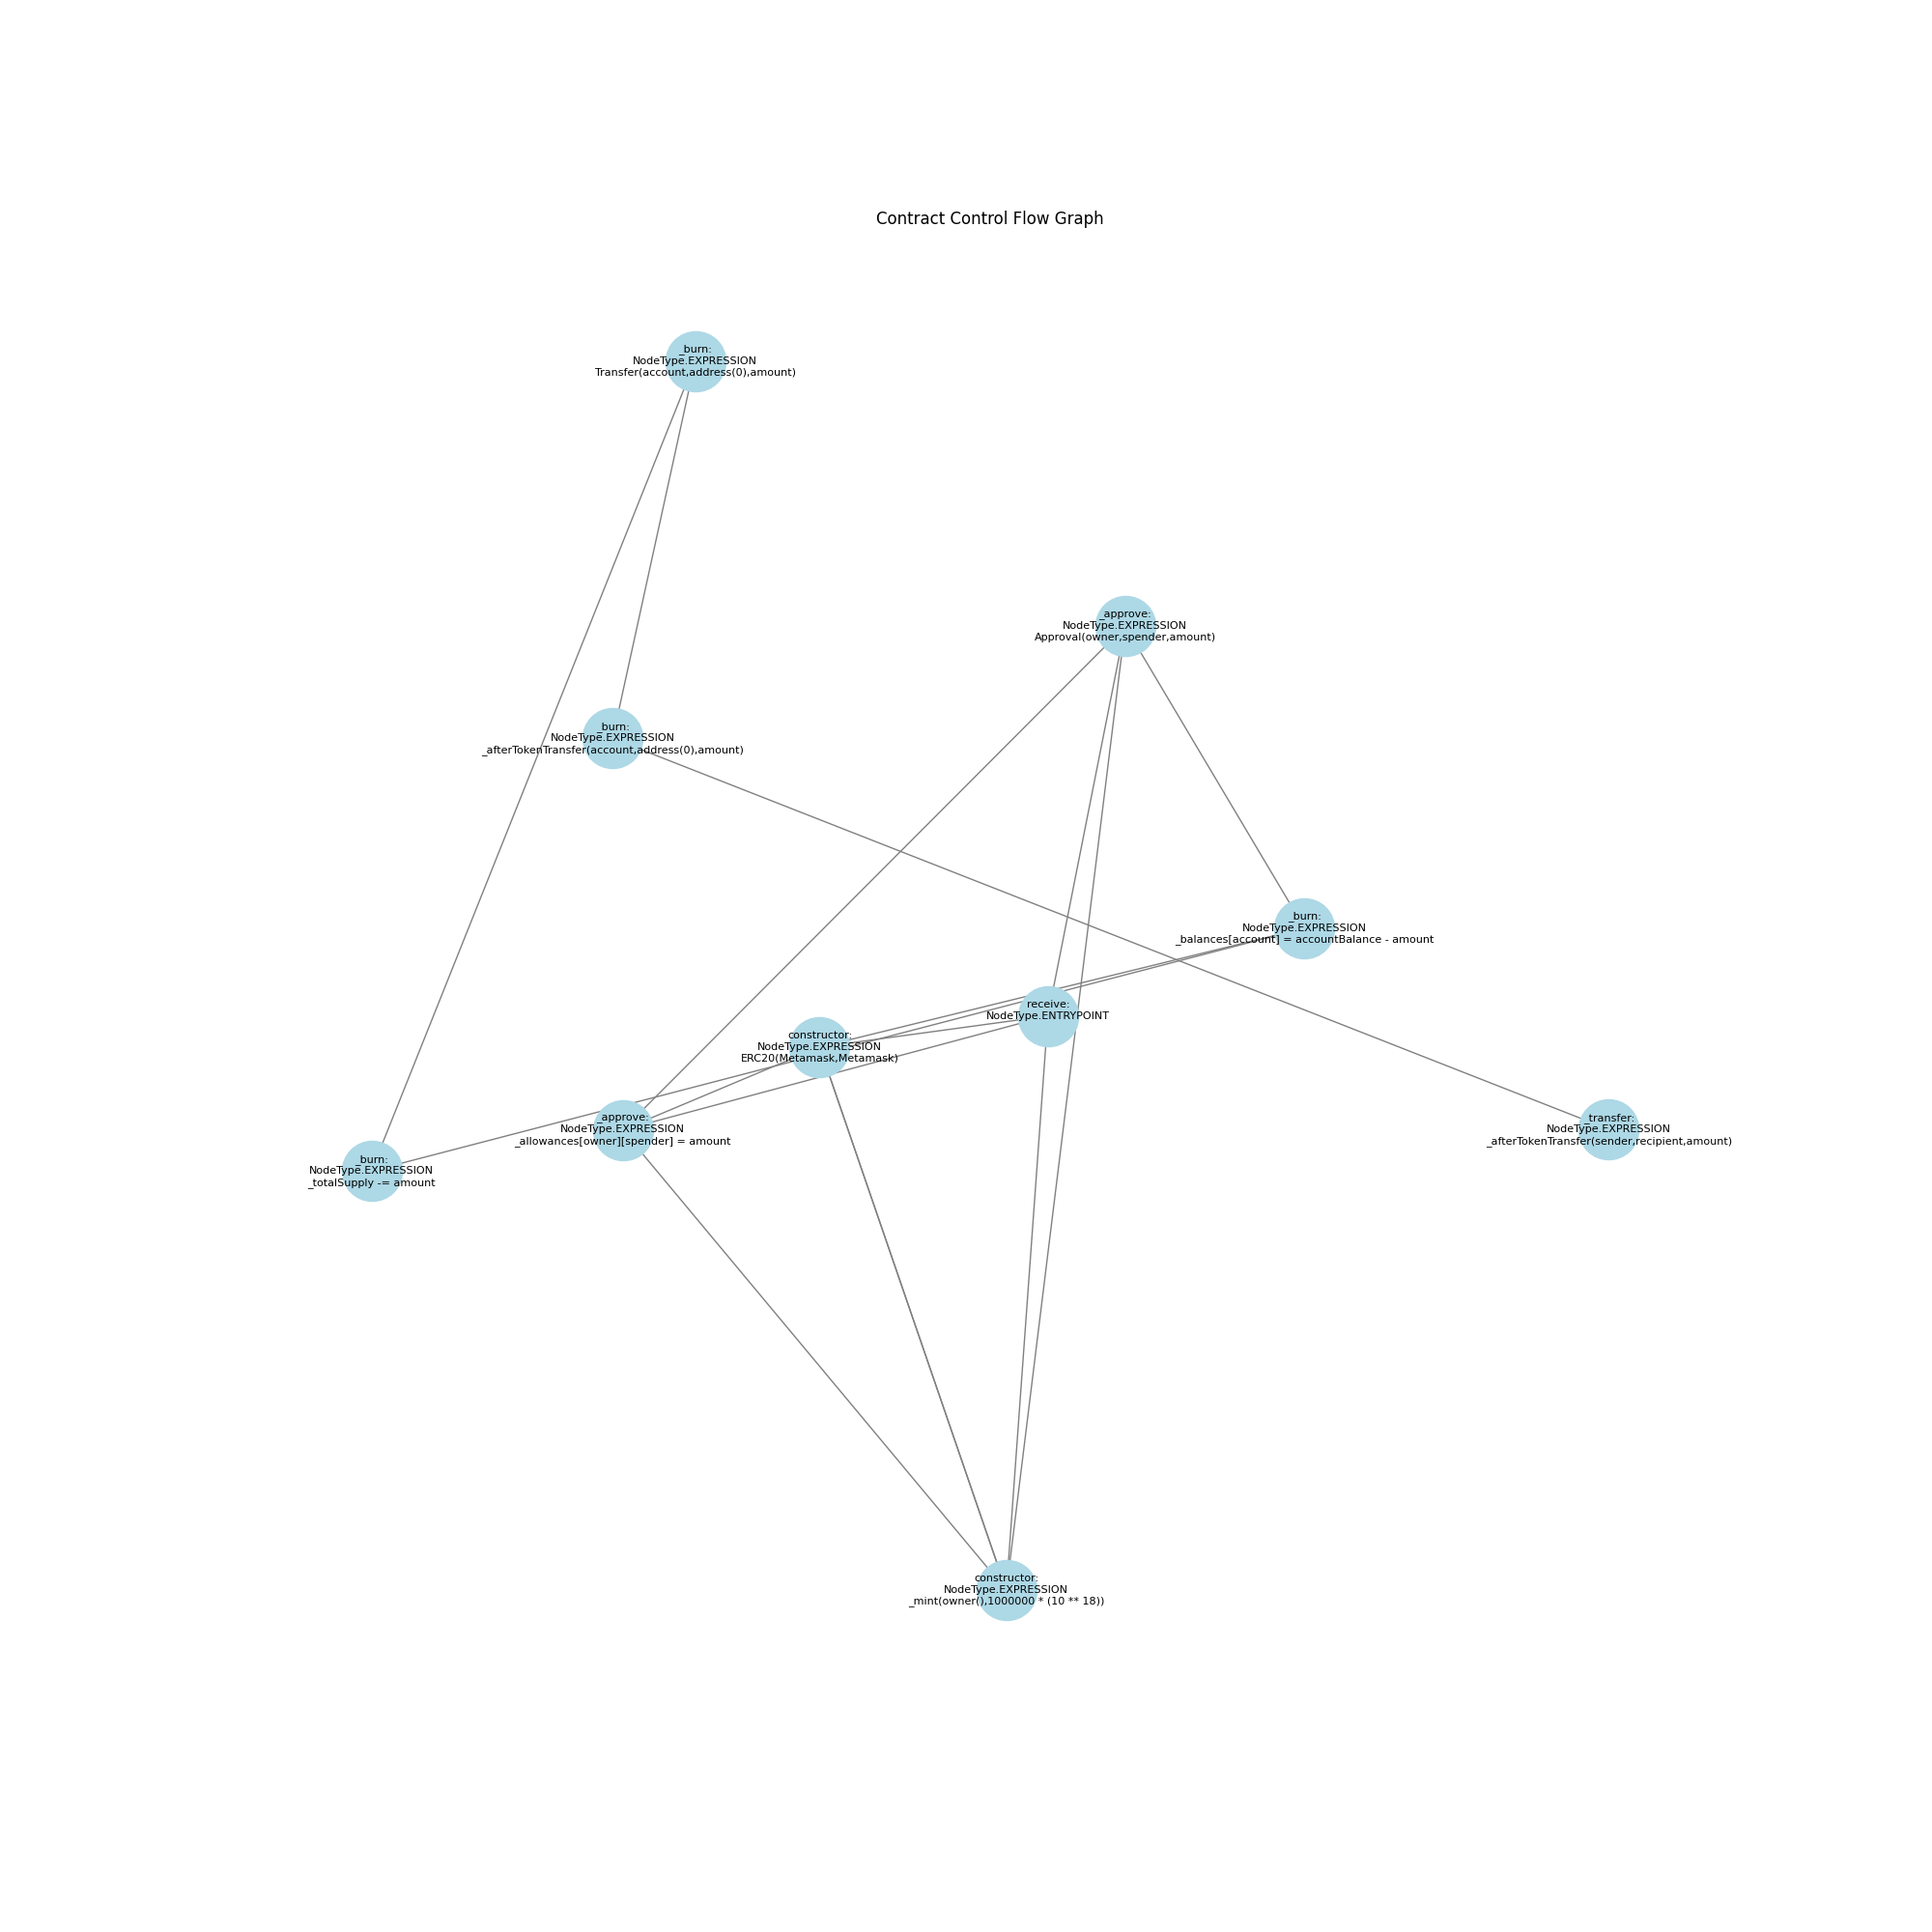 Contract Control Flow Graph
_burn:
NodeType.EXPRESSION
Transfer(account,address(0),amount)
_approve:
NodeType.EXPRESSION
Approval(owner,spender,amount)
_burn:
NodeType.EXPRESSION
_afterTokenTransfer(account,address(0),amount)
_burn:
NodeType.EXPRESSION
_balances[account] = accountBalance - amount
receive:
NodeType.ENTRYPOINT
constructor:
NodeType.EXPRESSION
ERC20(Metamask,Metamask)
_approve:
NodeType.EXPRESSION
_allowances[owner][spender] = amount
_transfer:
NodeType.EXPRESSION
_afterTokenTransfer(sender,recipient,amount)
_burn:
NodeType.EXPRESSION
_totalSupply -= amount
constructor:
NodeType.EXPRESSION
_mint(owner(),1000000 * (10 ** 18))